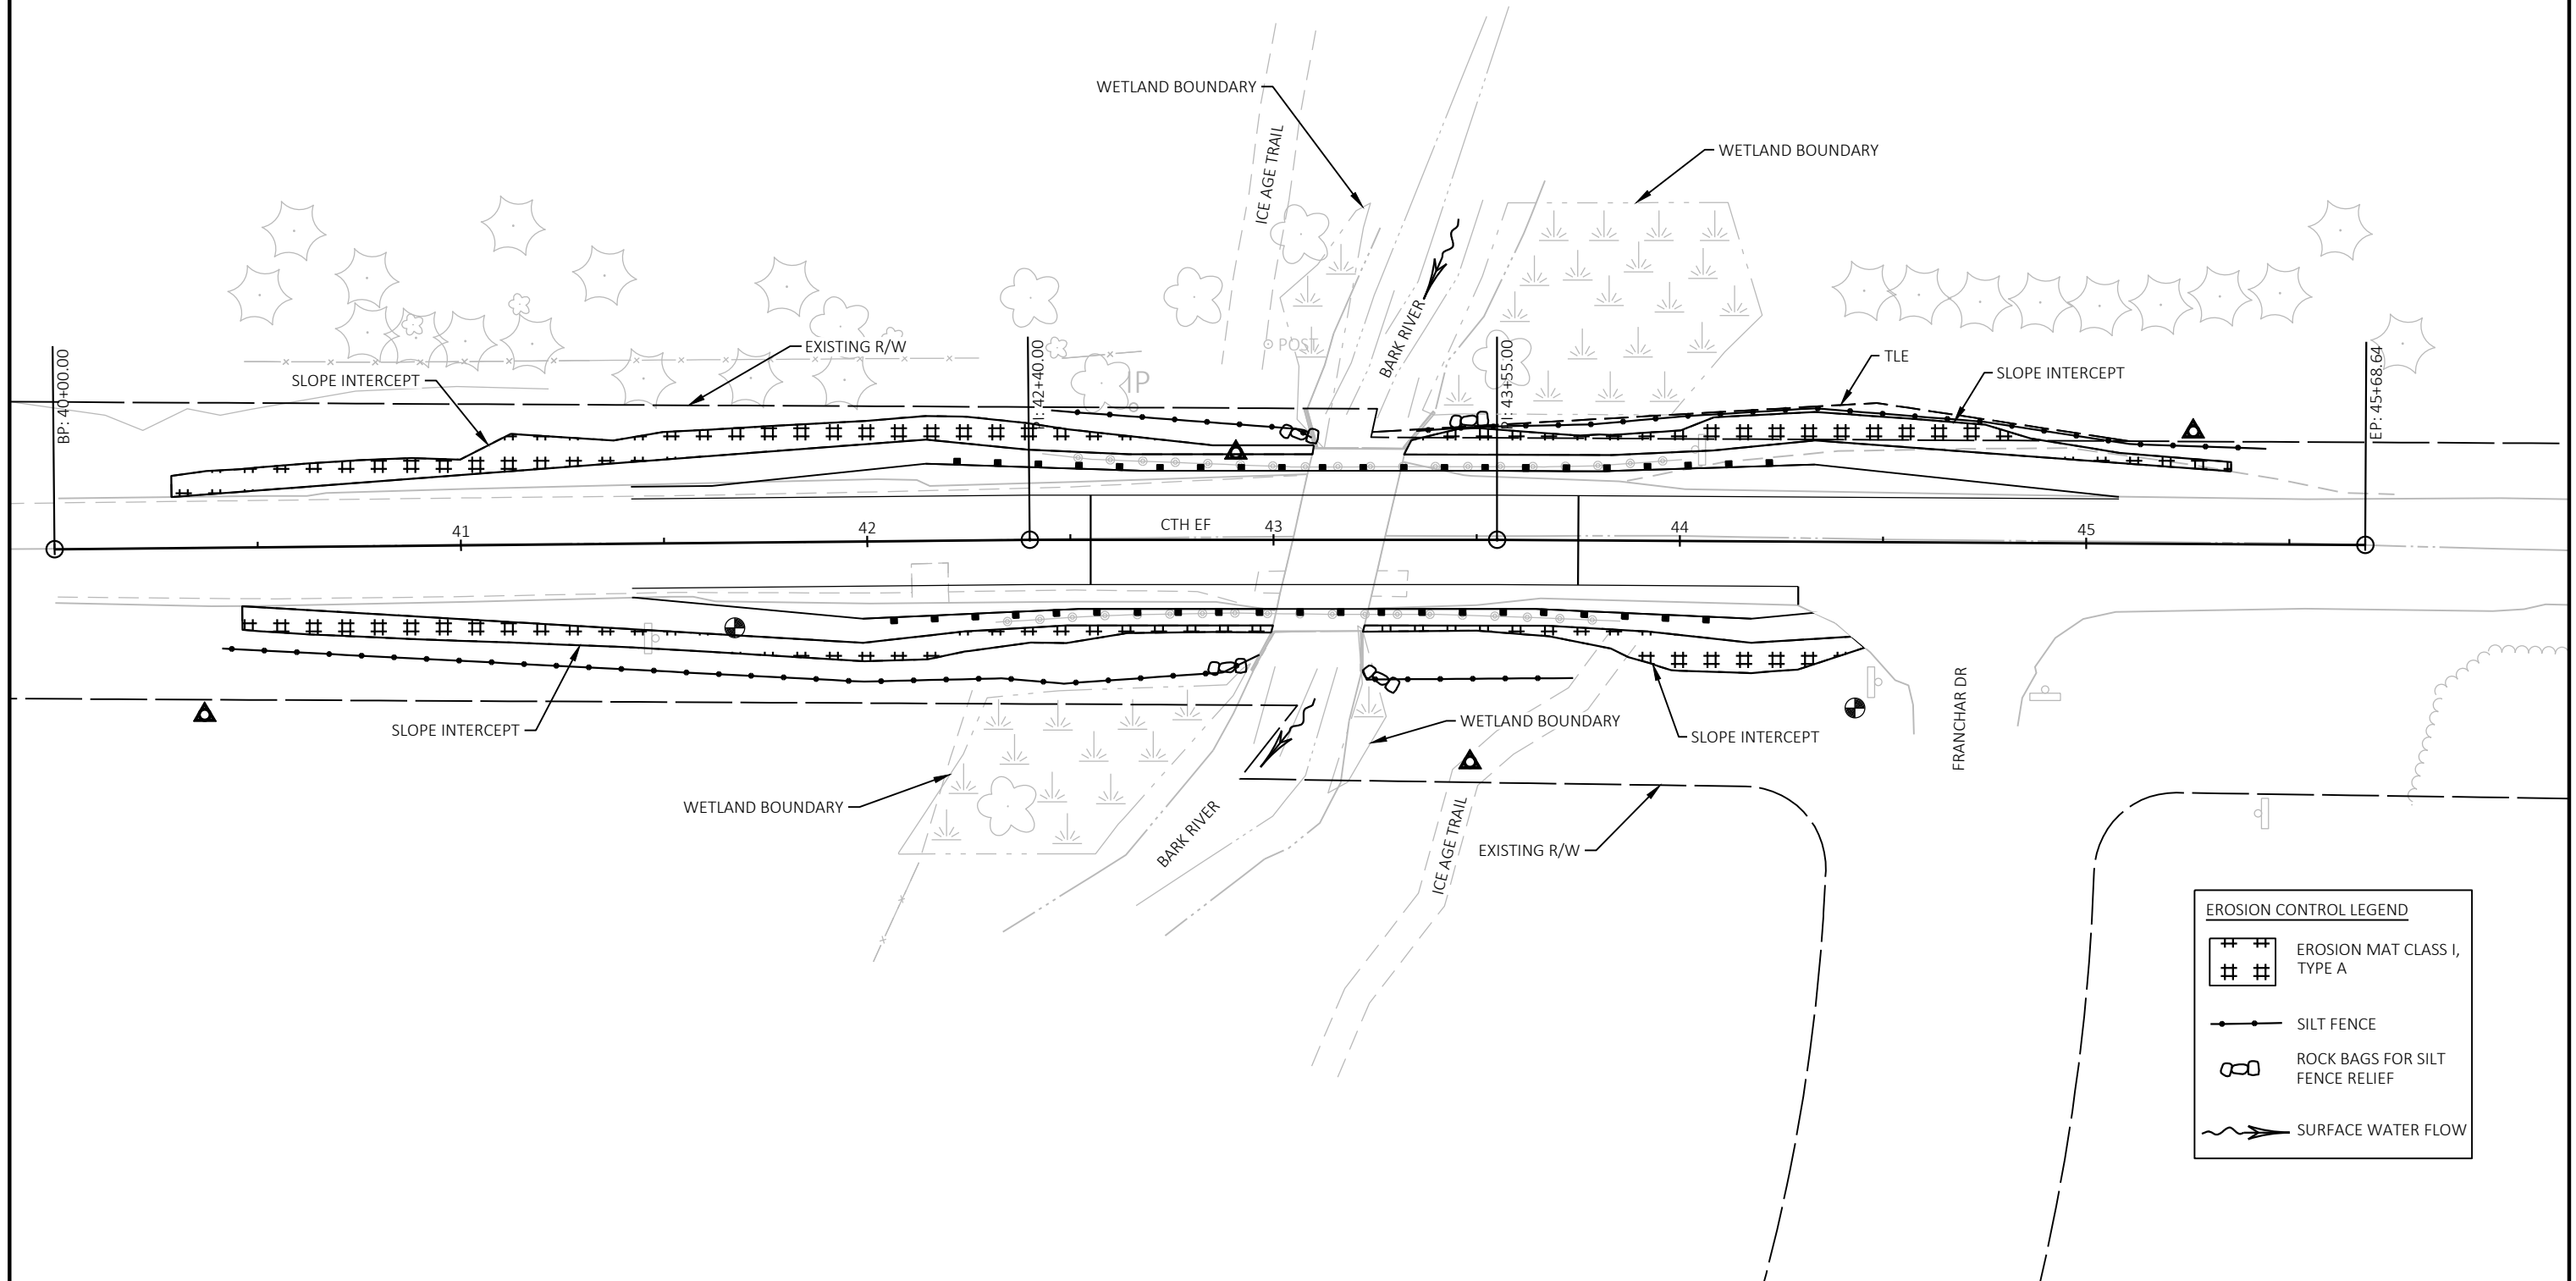 WETLAND BOUNDARY
WETLAND BOUNDARY
ICE AGE TRAIL
BARK RIVER
POST
EXISTING R/W
TLE
SLOPE INTERCEPT
SLOPE INTERCEPT
IP
BP: 40+00.00
PI: 42+40.00
PI: 43+55.00
EP: 45+68.64
41
42
CTH EF
43
44
45
SLOPE INTERCEPT
WETLAND BOUNDARY
SLOPE INTERCEPT
FRANCHAR DR
WETLAND BOUNDARY
BARK RIVER
ICE AGE TRAIL
EXISTING R/W
EROSION CONTROL LEGEND
EROSION MAT CLASS I,
TYPE A
SILT FENCE
ROCK BAGS FOR SILT
FENCE RELIEF
SURFACE WATER FLOW